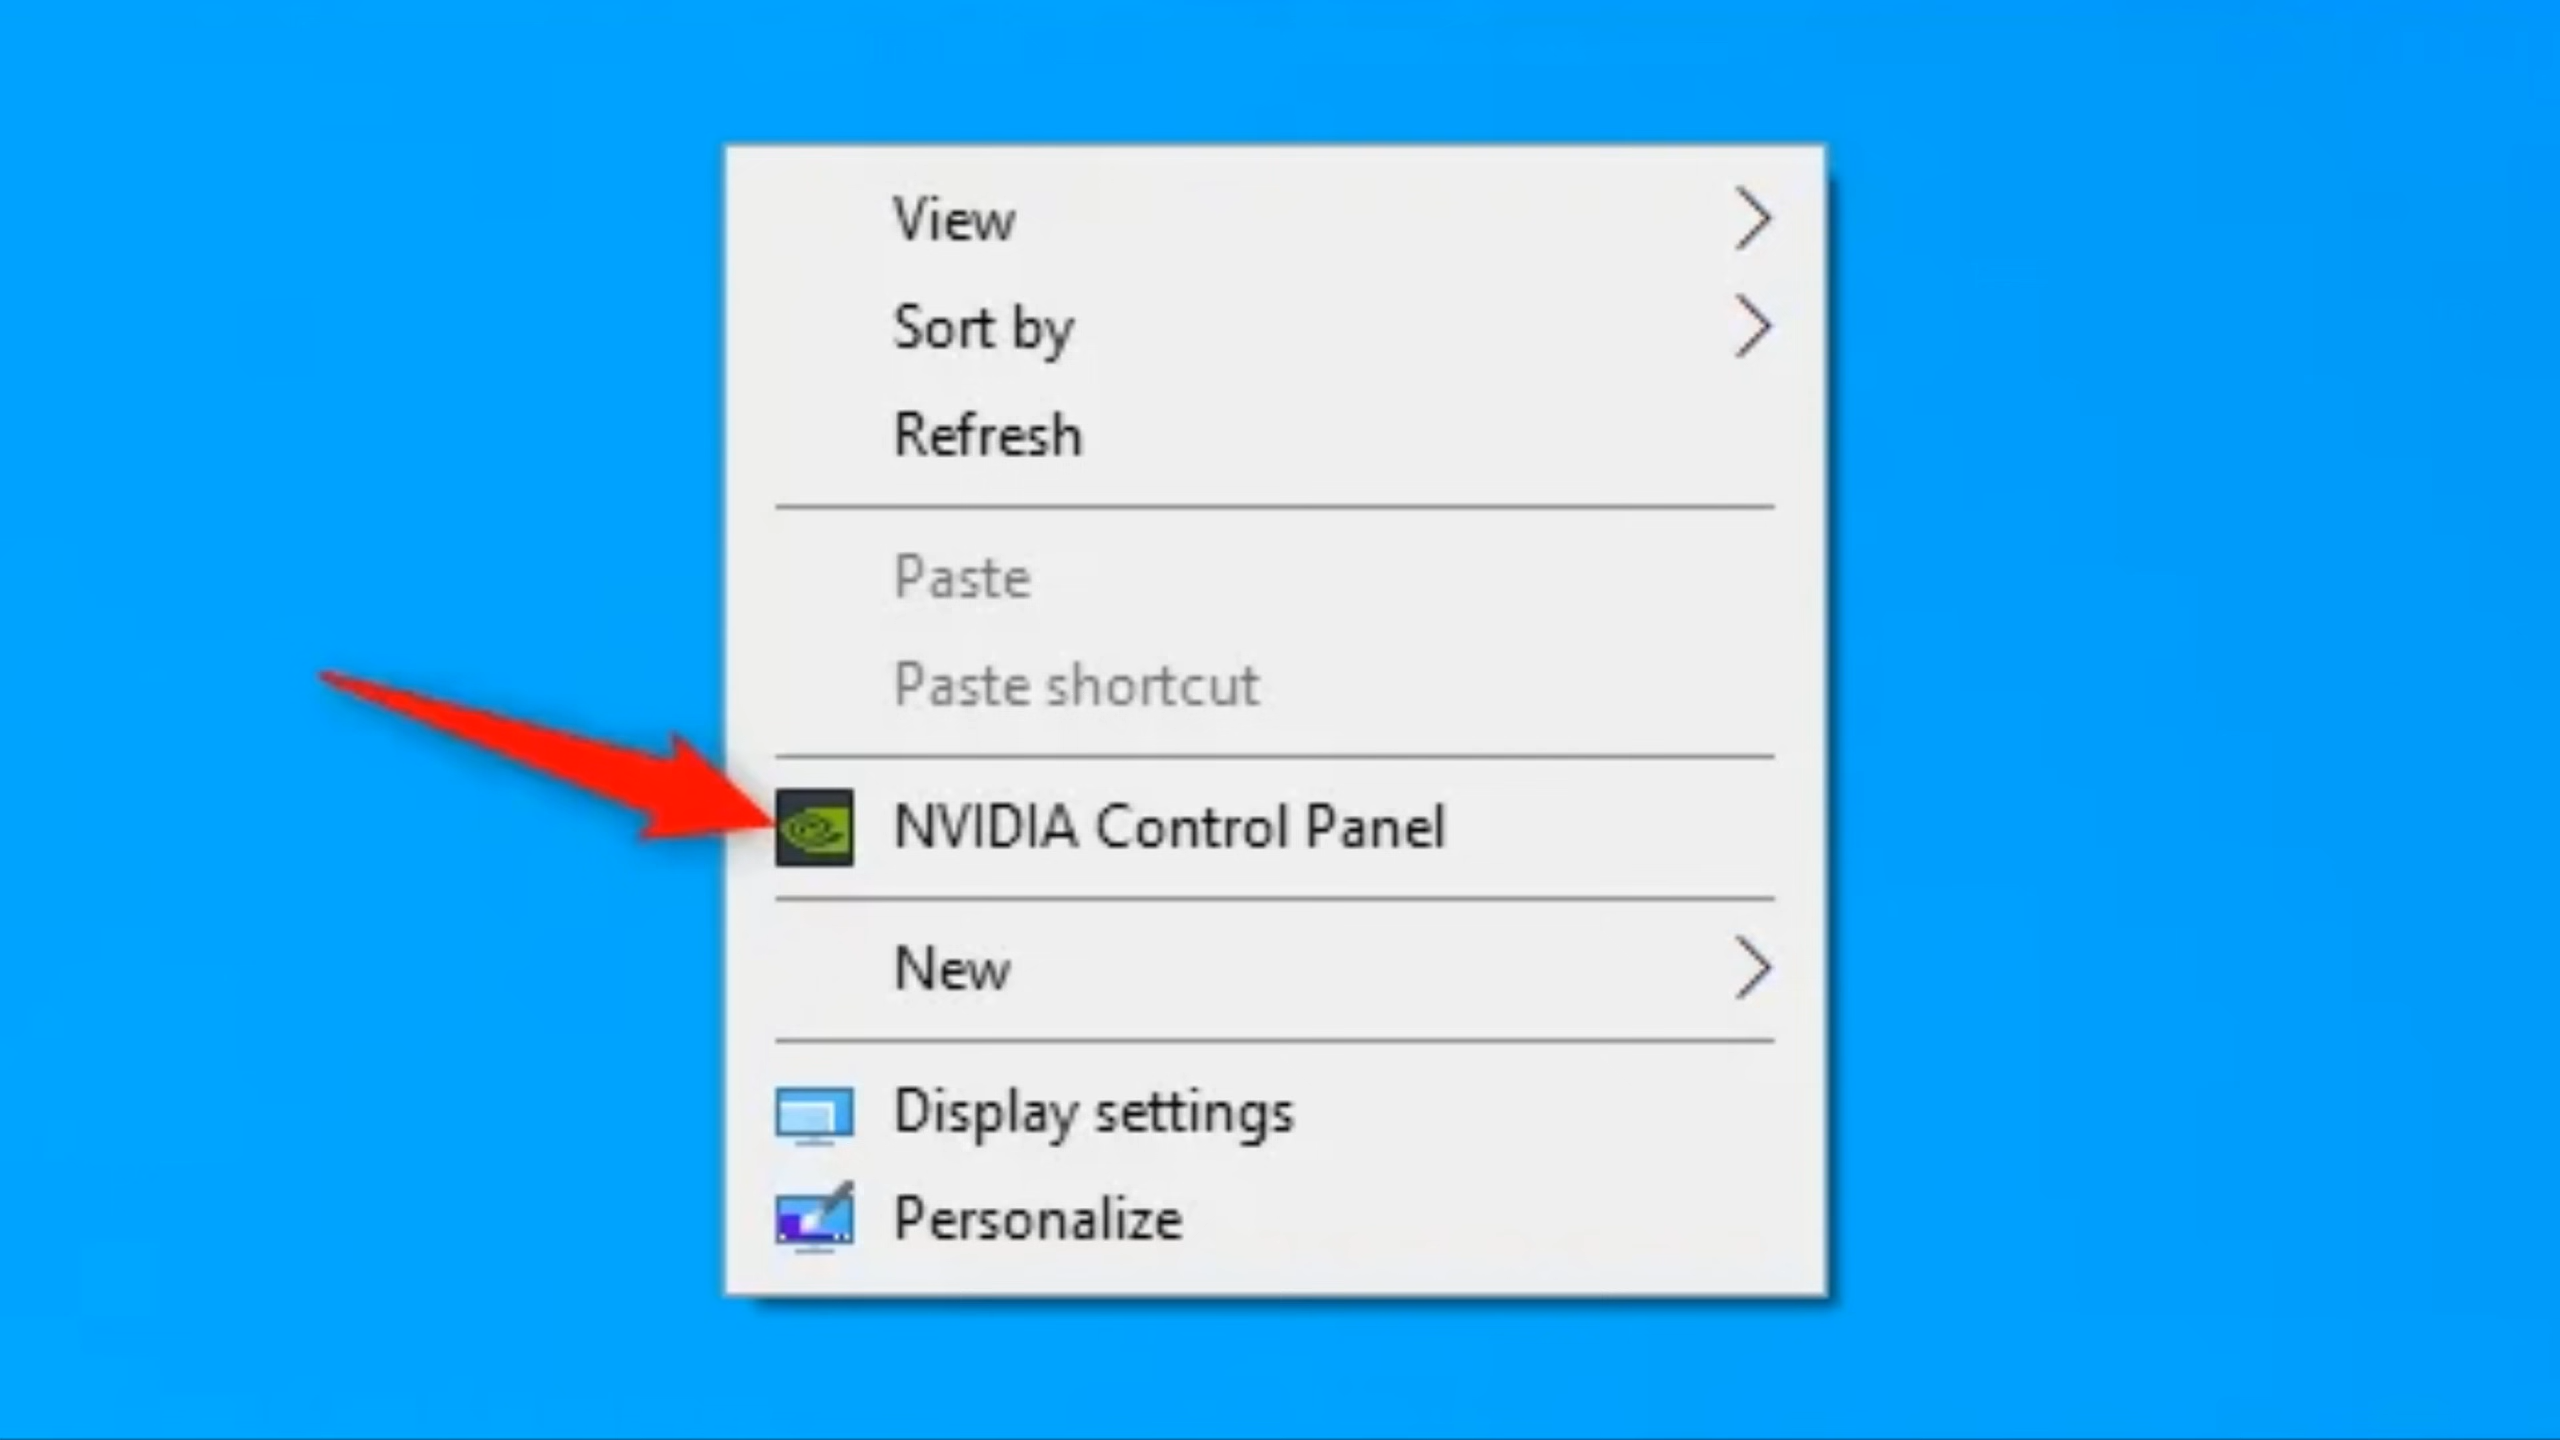 View
Sort by
Refresh
Paste
Paste shortcut
NVIDIA Control Panel
New
Display settings
Personalize